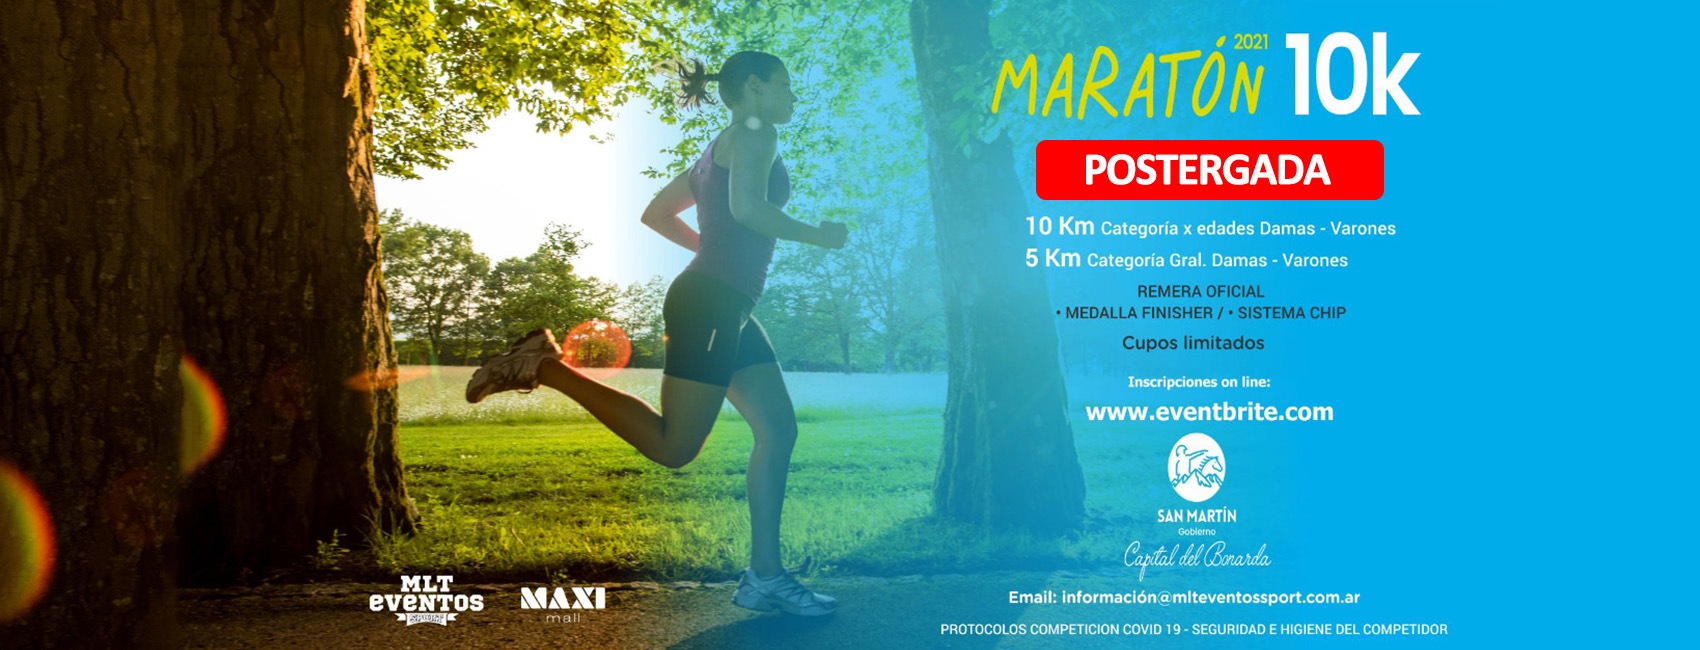 2021
MARATÓN 10k
POSTERGADA
10 Km Categoría x edades Damas - Varones
5 Km Categoría Gral. Damas - Varones
REMERA OFICIAL
• MEDALLA FINISHER / • SISTEMA CHIP
Cupos limitados
Inscripciones on line:
www.eventbrite.com
SAN MARTÍN
Gobierno
Capital del Bonarda
MLT
eventos
SPORT
MAXI
mall
Email: información@mlteventossport.com.ar
PROTOCOLOS COMPETICION COVID 19 - SEGURIDAD E HIGIENE DEL COMPETIDOR